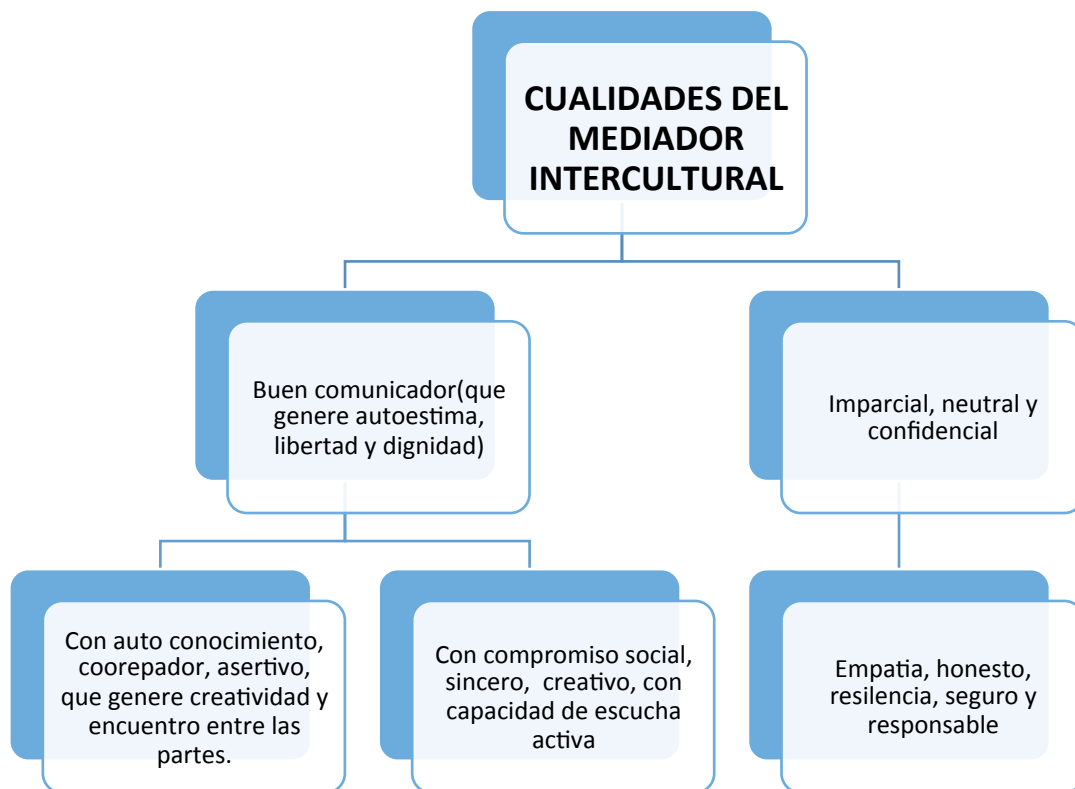 CUALIDADES DEL
MEDIADOR
INTERCULTURAL
Buen comunicador(que
genere autoestima,
libertad y dignidad)
Imparcial, neutral y
confidencial
Con auto conocimiento,
coorepador, asertivo,
que genere creatividad y
encuentro entre las
partes.
Con compromiso social,
sincero, creativo, con
capacidad de escucha
activa
Empatia, honesto,
resilencia, seguro y
responsable